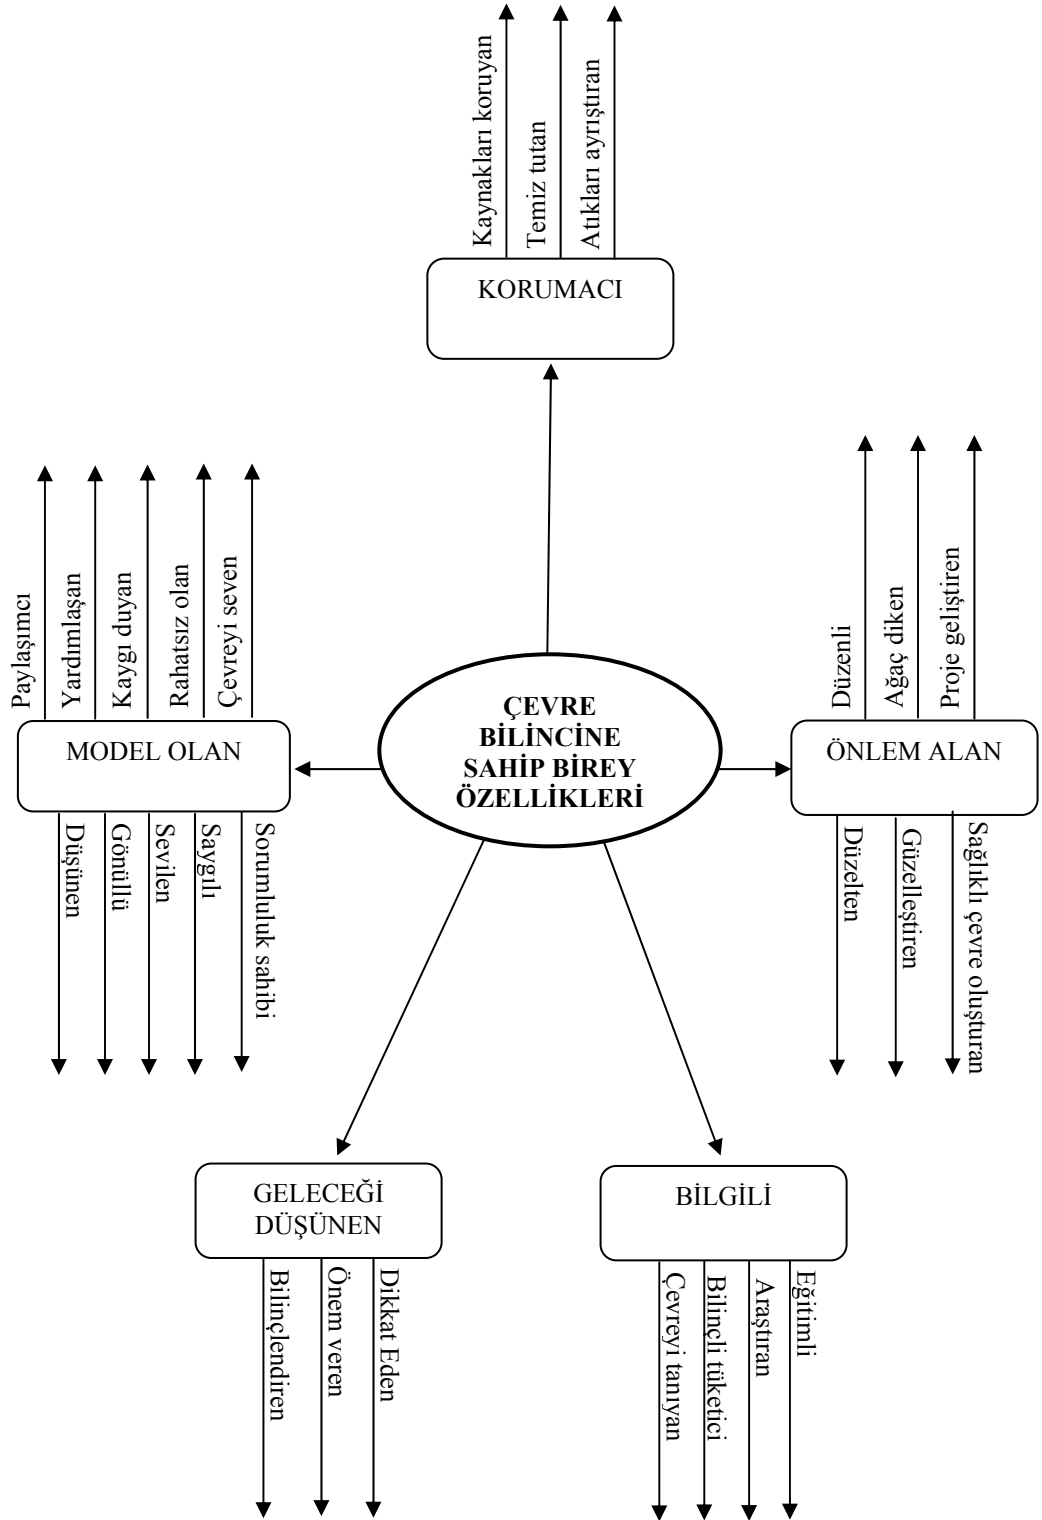 Kaynakları koruyan
Temiz tutan
Atıkları ayrıştıran
KORUMACI
Paylaşımcı
Yardımlaşan
Kaygı duyan
Rahatsız olan
Çevreyi seven
MODEL OLAN
Düşünen
Gönüllü
Sevilen
Saygılı
Sorumluluk sahibi
ÇEVRE
BİLİNCİNE
SAHİP BİREY
ÖZELLİKLERİ
Düzenli
Ağaç diken
Proje geliştiren
ÖNLEM ALAN
Düzelten
Güzelleştiren
Sağlıklı çevre oluşturan
GELECEĞİ
DÜŞÜNEN
Bilinçlendiren
Önem veren
Dikkat Eden
BİLGİLİ
Çevreyi tanıyan
Bilinçli tüketici
Araştıran
Eğitimli